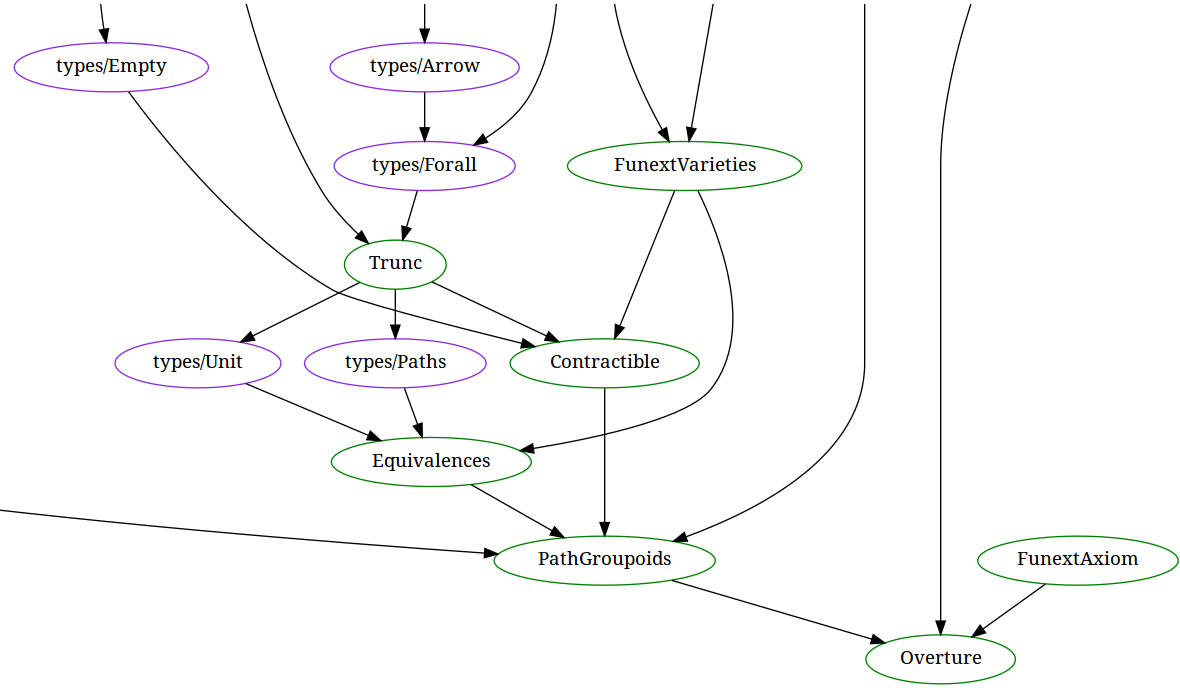 types/Empty
types/Arrow
types/Forall
FunextVarieties
Trunc
types/Unit
types/Paths
Contractible
Equivalences
PathGroupoids
FunextAxiom
Overture